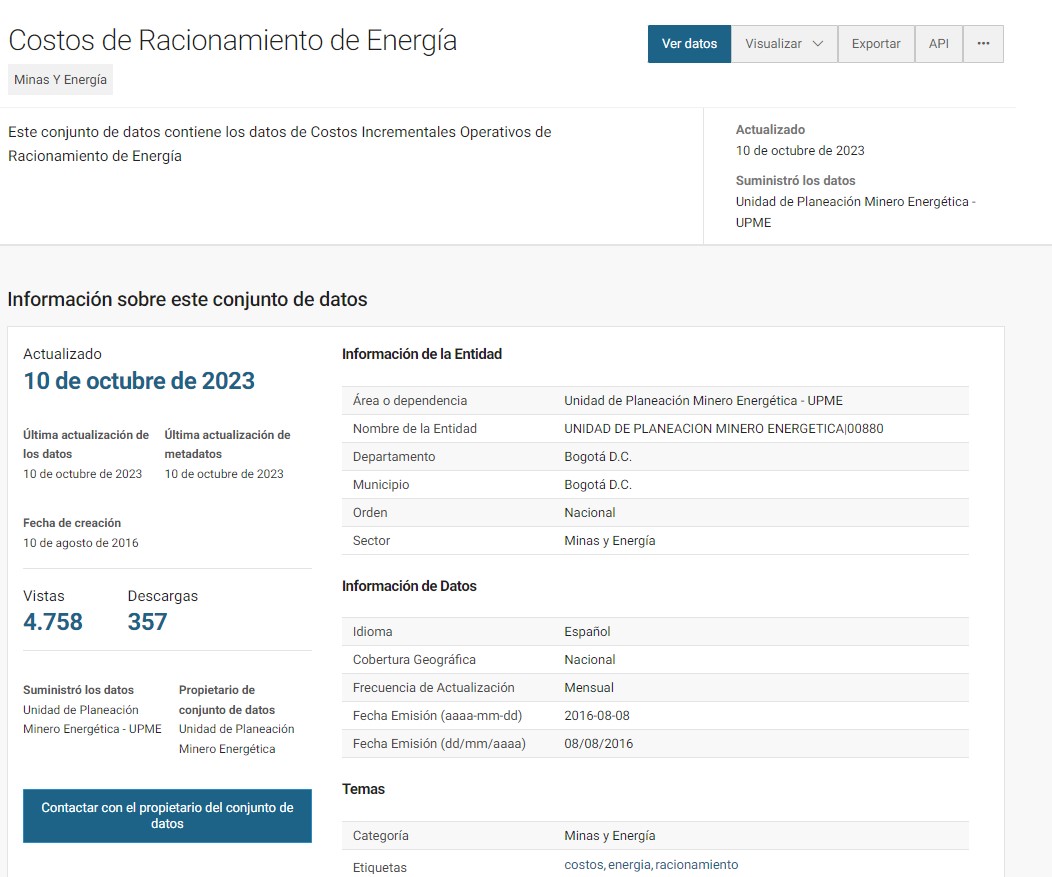 Costos de Racionamiento de Energía
Ver datos
Visualizar
Exportar
API
···
Minas Y Energía
Este conjunto de datos contiene los datos de Costos Incrementales Operativos de
Racionamiento de Energía
Actualizado
10 de octubre de 2023
Suministró los datos
Unidad de Planeación Minero Energética -
UPME
Información sobre este conjunto de datos
Actualizado
10 de octubre de 2023
Última actualización de
los datos
10 de octubre de 2023
Última actualización de
metadatos
10 de octubre de 2023
Fecha de creación
10 de agosto de 2016
Vistas
4.758
Descargas
357
Suministró los datos
Unidad de Planeación
Minero Energética - UPME
Propietario de
conjunto de datos
Unidad de Planeación
Minero Energética
Contactar con el propietario del conjunto de
datos
Información de la Entidad
Área o dependencia Unidad de Planeación Minero Energética - UPME
Nombre de la Entidad UNIDAD DE PLANEACION MINERO ENERGETICA|00880
Departamento Bogotá D.C.
Municipio Bogotá D.C.
Orden Nacional
Sector Minas y Energía
Información de Datos
Idioma Español
Cobertura Geográfica Nacional
Frecuencia de Actualización Mensual
Fecha Emisión (aaaa-mm-dd) 2016-08-08
Fecha Emisión (dd/mm/aaaa) 08/08/2016
Temas
Categoría Minas y Energía
Etiquetas costos, energia, racionamiento